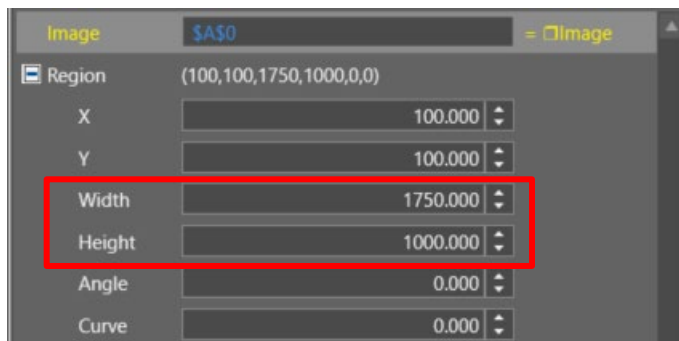 Image $A$0 = Image
Region (100,100,1750,1000,0,0)
X 100.000
Y 100.000
Width 1750.000
Height 1000.000
Angle 0.000
Curve 0.000